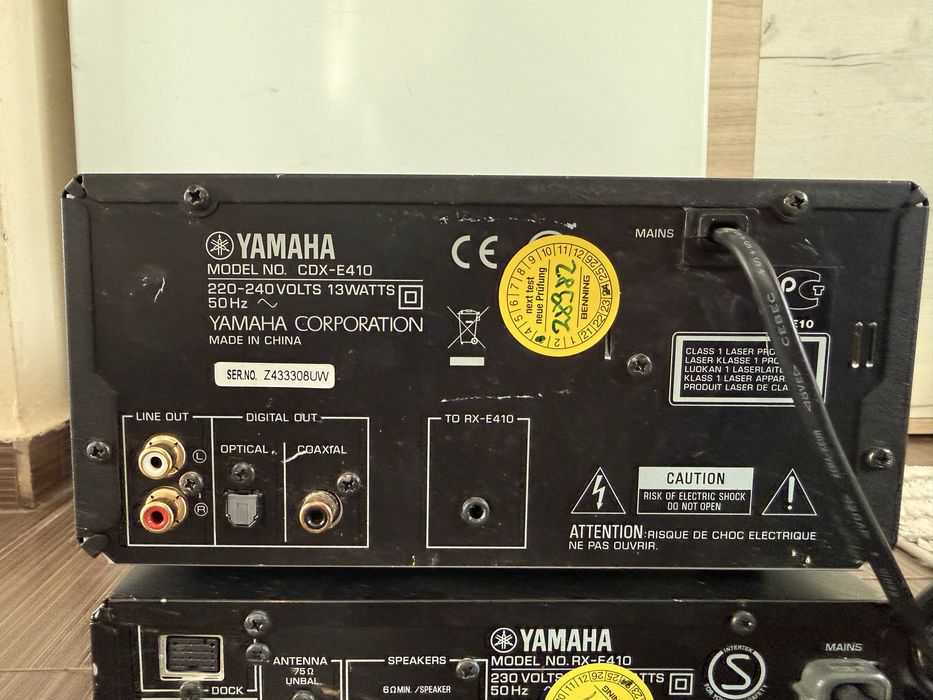 YAMAHA
MODEL NO. CDX-E410
220-240 VOLTS 13WATTS
50Hz
YAMAHA CORPORATION
MADE IN CHINA
SER.NO. Z433308UW
CE
next test
neue Prüfung
28682
BENNING
MAINS
E10
CLASS 1 LASER
LASER KLASSE 1
LUOKAN 1 LASERLAITE
KLASS 1 LASER APPAR
PRODUIT LASER DE
LINE OUT
L
R
DIGITAL OUT
OPTICAL
COAXIAL
TO RX-E410
CAUTION
RISK OF ELECTRIC SHOCK
DO NOT OPEN
ATTENTION: RISQUE DE CHOC ELECTRIQUE
NE PAS OUVRIR.
DOCK
ANTENNA
75Ω
UNBAL.
SPEAKERS
6ΩMIN. /SPEAKER
YAMAHA
MODEL NO. RX-E410
230 VOLTS
50Hz
INTERTEK
S
MAINS